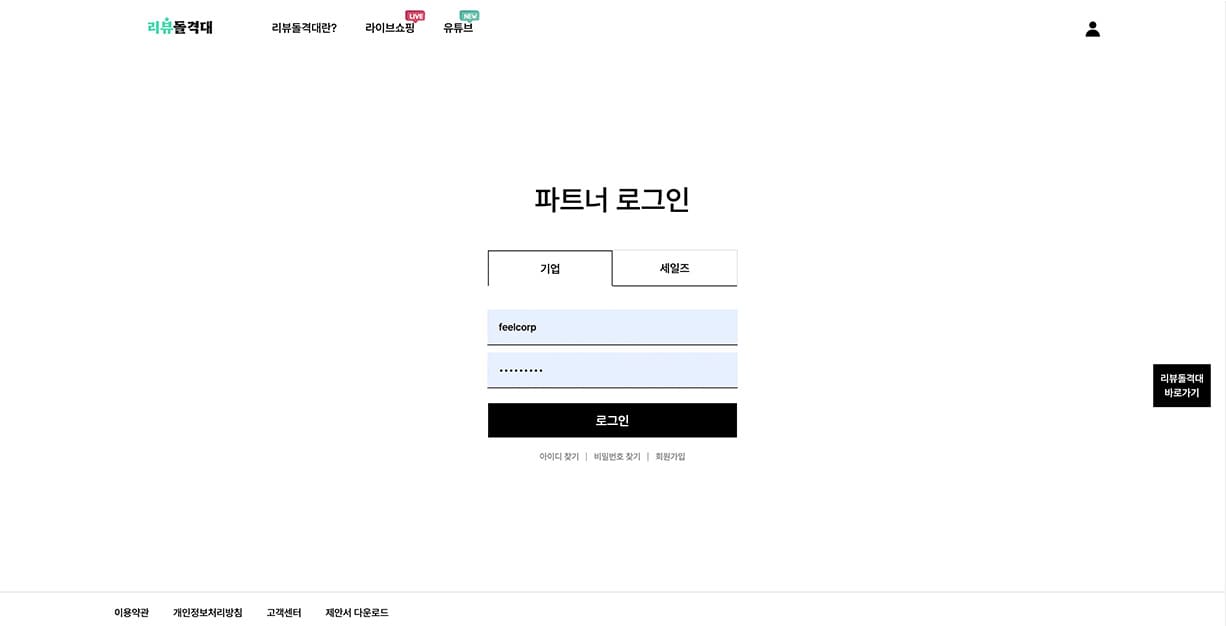 리뷰돌격대
리뷰돌격대란?
라이브쇼핑
LIVE
유튜브
NEW
파트너 로그인
기업
세일즈
feelcorp
•••••••••
로그인
아이디 찾기 | 비밀번호 찾기 | 회원가입
리뷰돌격대
바로가기
이용약관
개인정보처리방침
고객센터
제안서 다운로드